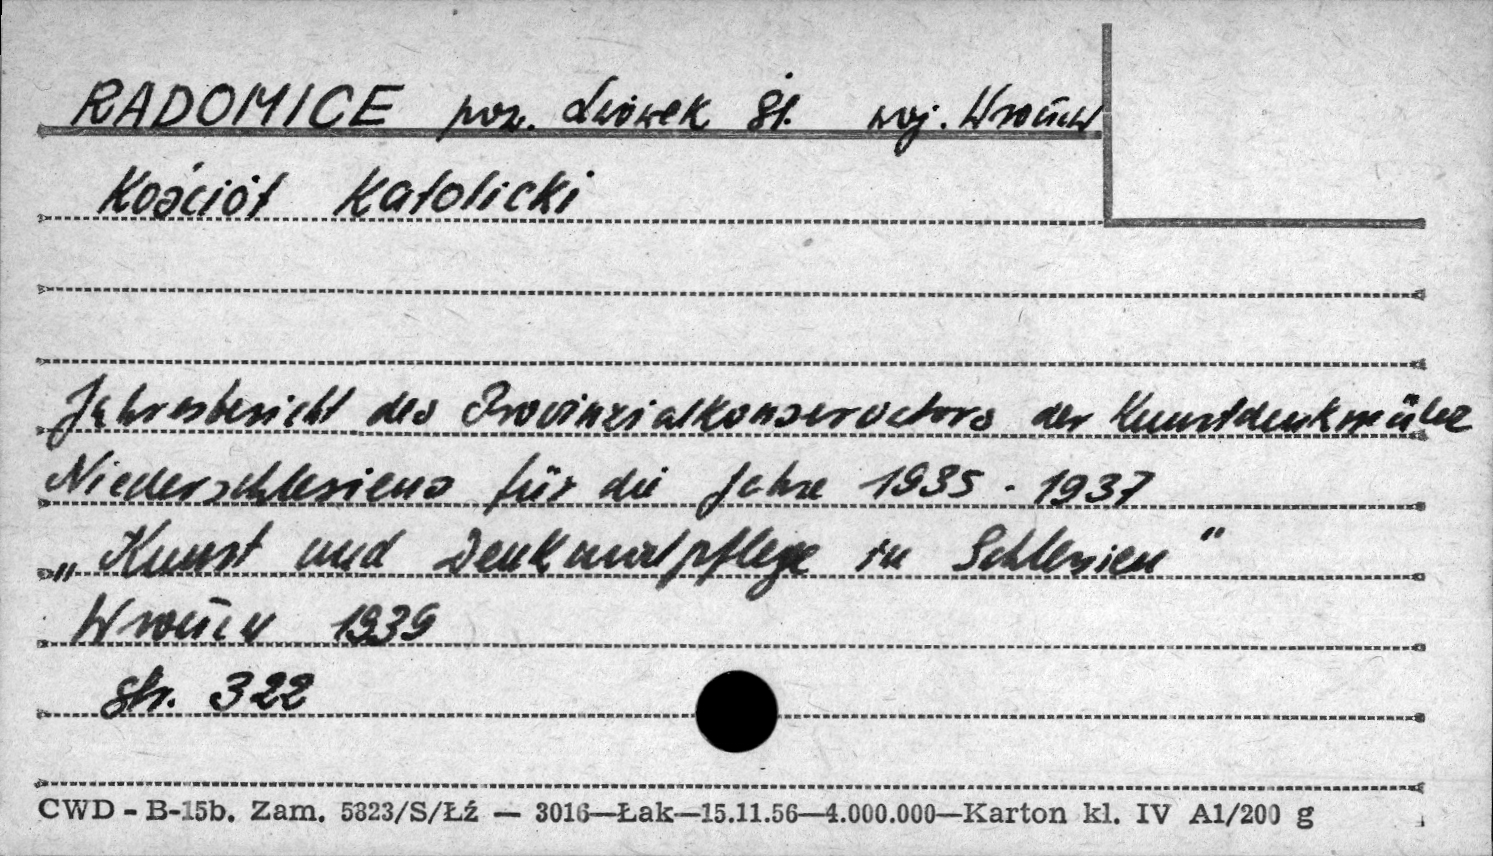 RADOMICE pow. Lwówek Śl. woj. Wrocław
Kościół Katolicki
Jahresbericht des Provinzialkonservators der Kunstdenkmäler
Niederschlesiens für die Jahre 1935 - 1937
„Kunst und Denkmalpflege in Schlesien"
Wrocław 1939
str. 322
CWD - B-15b. Zam. 5823/S/Łź — 3016—Łak—15.11.56—4.000.000—Karton kl. IV A1/200 g